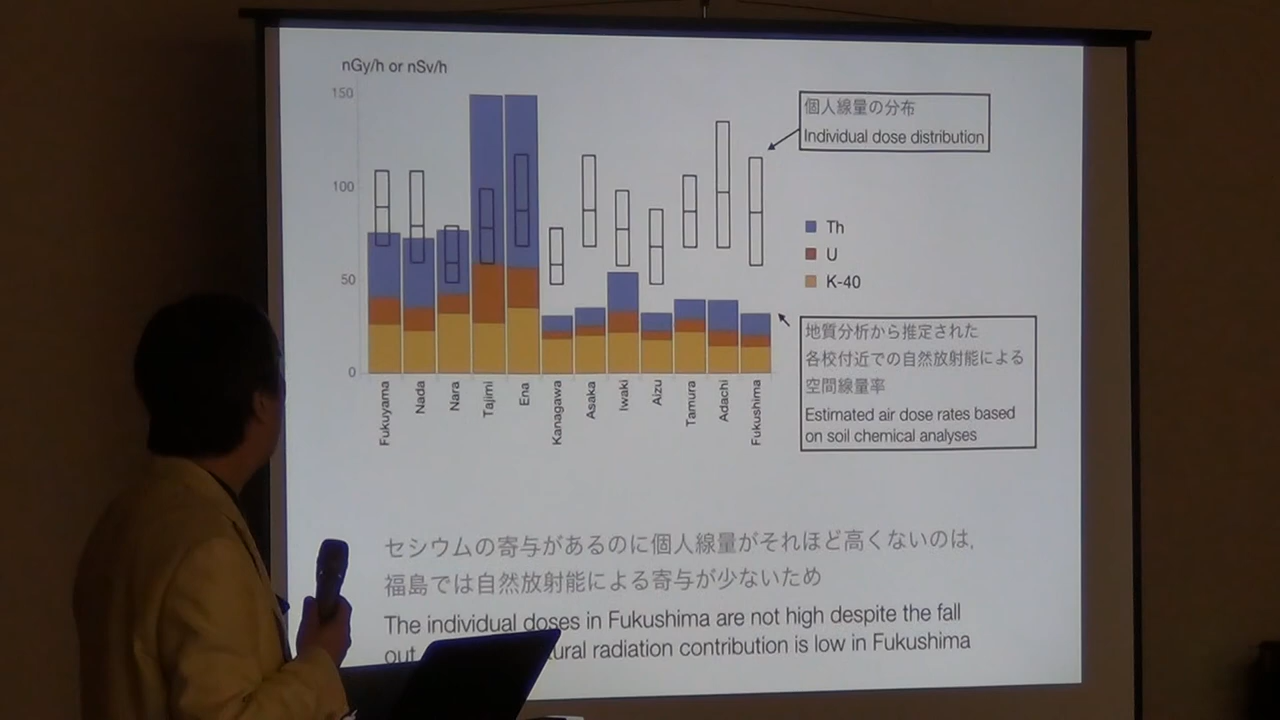 nGy/h or nSv/h
150
100
50
0
Fukuyama
Nada
Nara
Tajimi
Ena
Kanagawa
Asaka
Iwaki
Aizu
Tamura
Adachi
Fukushima
個人線量の分布
Individual dose distribution
Th
U
K-40
地質分析から推定された
各校付近での自然放射能による
空間線量率
Estimated air dose rates based
on soil chemical analyses
セシウムの寄与があるのに個人線量がそれほど高くないのは,
福島では自然放射能による寄与が少ないため
The individual doses in Fukushima are not high despite the fall
out radiation contribution is low in Fukushima